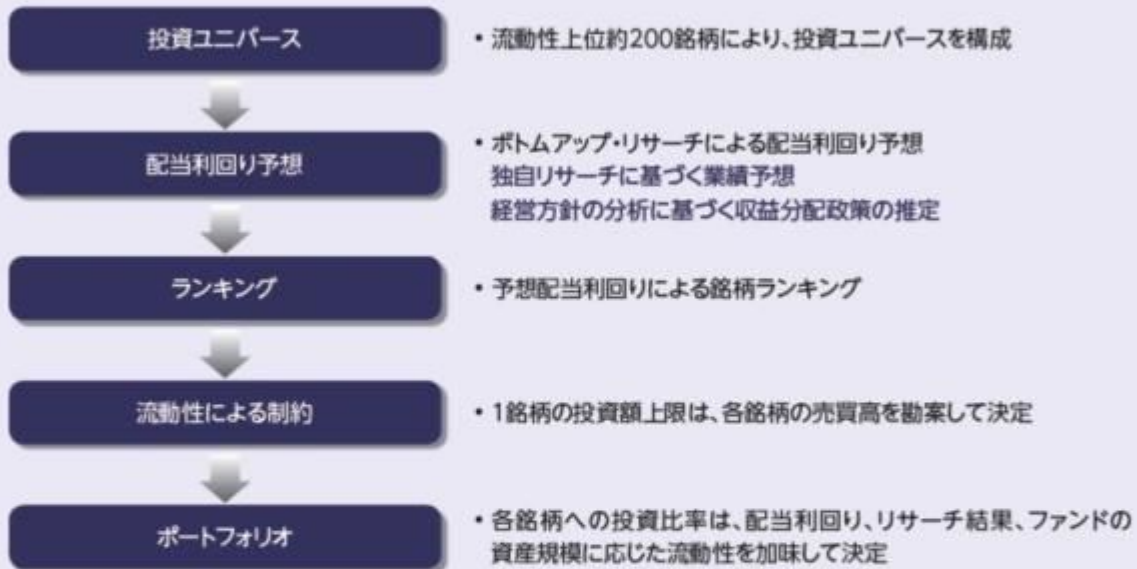 投資ユニバース
・流動性上位約200銘柄により、投資ユニバースを構成
配当利回り予想
・ボトムアップ・リサーチによる配当利回り予想
独自リサーチに基づく業績予想
経営方針の分析に基づく収益分配政策の推定
ランキング
・予想配当利回りによる銘柄ランキング
流動性による制約
・1銘柄の投資額上限は、各銘柄の売買高を勘案して決定
ポートフォリオ
・各銘柄への投資比率は、配当利回り、リサーチ結果、ファンドの
資産規模に応じた流動性を加味して決定